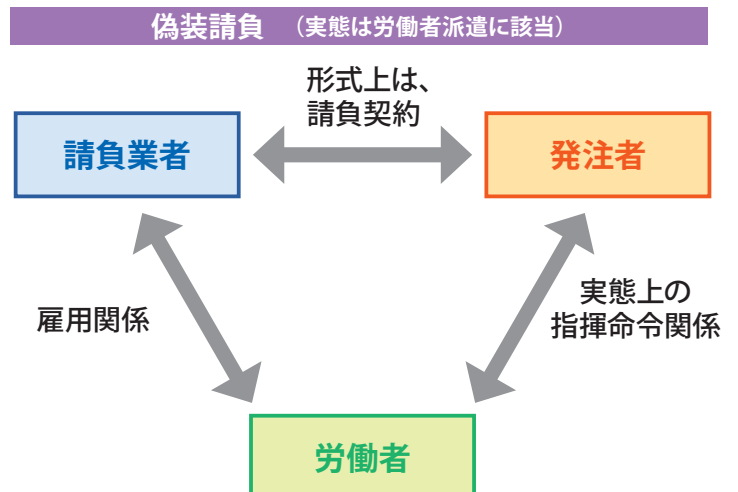 偽装請負 （実態は労働者派遣に該当）
形式上は、
請負契約
請負業者
発注者
雇用関係
実態上の
指揮命令関係
労働者